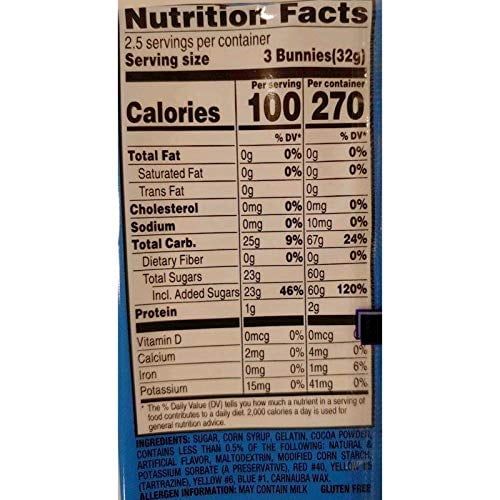 Nutrition Facts
2.5 servings per container
Serving size 3 Bunnies(32g)
Per serving Per container
Calories 100 270
% DV* % DV*
Total Fat 0g 0% 0g 0%
Saturated Fat 0g 0% 0g 0%
Trans Fat 0g 0g
Cholesterol 0mg 0% 0mg 0%
Sodium 0mg 0% 10mg 0%
Total Carb. 25g 9% 67g 24%
Dietary Fiber 0g 0% 0g 0%
Total Sugars 23g 60g
Incl. Added Sugars 23g 46% 60g 120%
Protein 1g 2g
Vitamin D 0mcg 0% 0mcg
Calcium 2mg 0% 4mg 0%
Iron 0mg 0% 1mg 6%
Potassium 15mg 0% 41mg 0%
* The % Daily Value (DV) tells you how much a nutrient in a serving of
food contributes to a daily diet. 2,000 calories a day is used for
general nutrition advice.
INGREDIENTS: SUGAR, CORN SYRUP, GELATIN, COCOA POWDER,
CONTAINS LESS THAN 0.5% OF THE FOLLOWING: NATURAL &
ARTIFICIAL FLAVOR, MALTODEXTRIN, MODIFIED CORN STARCH,
POTASSIUM SORBATE (A PRESERVATIVE), RED #40, YELLOW #5
(TARTRAZINE), YELLOW #6, BLUE #1, CARNAUBA WAX.
ALLERGEN INFORMATION: MAY CONTAIN MILK GLUTEN FREE